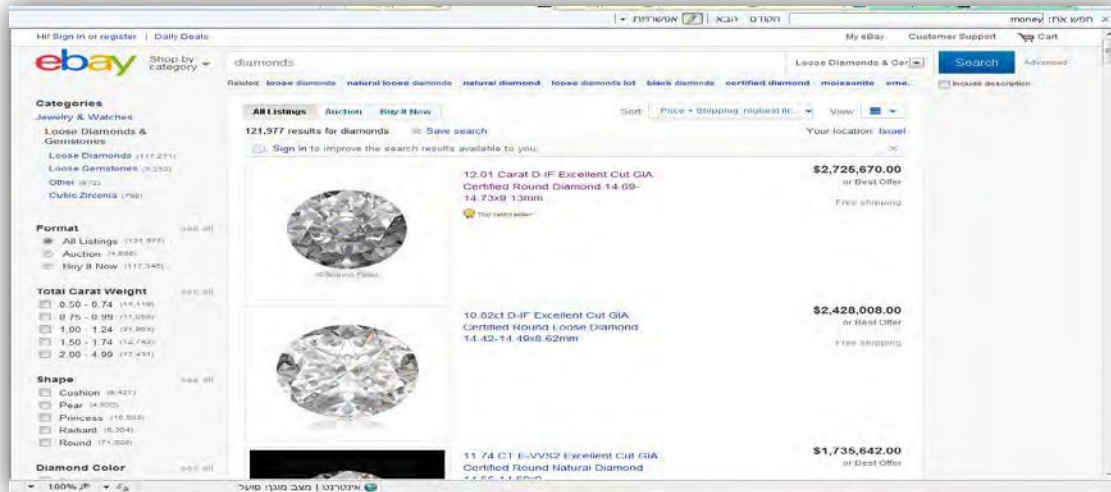 × חפש את: money הקודם הבא אפשרויות
Hi! Sign in or register | Daily Deals
My eBay Customer Support Cart
ebay
Shop by category
diamonds
Loose Diamonds & Ger
Search
Advanced
Related: loose diamonds natural loose diamonds natural diamond loose diamonds lot black diamonds certified diamond moissanite eme...
Include description
Categories
Jewelry & Watches
Loose Diamonds & Gemstones
Loose Diamonds (117,271)
Loose Gemstones
Other (972)
Cubic Zirconia
Format see all
All Listings (121,977)
Auction
Buy It Now
Total Carat Weight see all
0.50 - 0.74
0.75 - 0.99
1.00 - 1.24
1.50 - 1.74
2.00 - 4.99
Shape see all
Cushion
Pear
Princess
Radiant
Round
Diamond Color see all
All Listings Auction Buy It Now
Sort: Price + Shipping: highest fir... View:
121,977 results for diamonds Save search
Your location: Israel
Sign in to improve the search results available to you.
12.01 Carat D-IF Excellent Cut GIA
Certified Round Diamond 14.69-
14.73x9.13mm
Top-rated seller
$2,725,670.00
or Best Offer
Free shipping
10.82ct D-IF Excellent Cut GIA
Certified Round Loose Diamond
14.42-14.49x8.62mm
$2,428,008.00
or Best Offer
Free shipping
11.74 CT E-VVS2 Excellent Cut GIA
Certified Round Natural Diamond
$1,735,642.00
or Best Offer
אינטרנט | מצב מוגן: פועל
100%